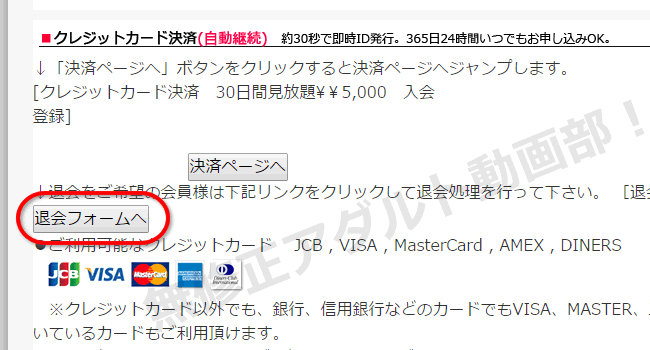 ■クレジットカード決済(自動継続) 約30秒で即時ID発行。365日24時間いつでもお申し込みOK。
↓「決済ページへ」ボタンをクリックすると決済ページへジャンプします。
[クレジットカード決済 30日間見放題¥￥5,000 入会
登録]
決済ページへ
↓退会をご希望の会員様は下記リンクをクリックして退会処理を行って下さい。 [退会
退会フォームへ
●ご利用可能なクレジットカード JCB , VISA , MasterCard , AMEX , DINERS
JCB VISA MasterCard Diners Club International
※クレジットカード以外でも、銀行、信用銀行などのカードでもVISA、MASTER、
いているカードもご利用頂けます。
無修正アダルト動画部！